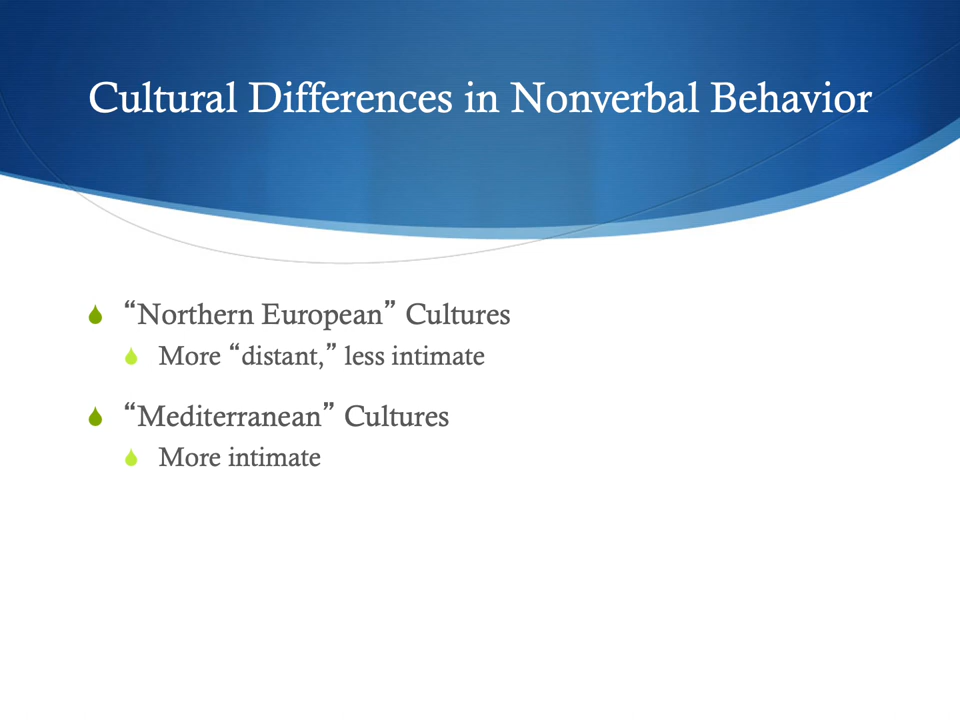 Cultural Differences in Nonverbal Behavior
“Northern European” Cultures
More “distant,” less intimate
“Mediterranean” Cultures
More intimate